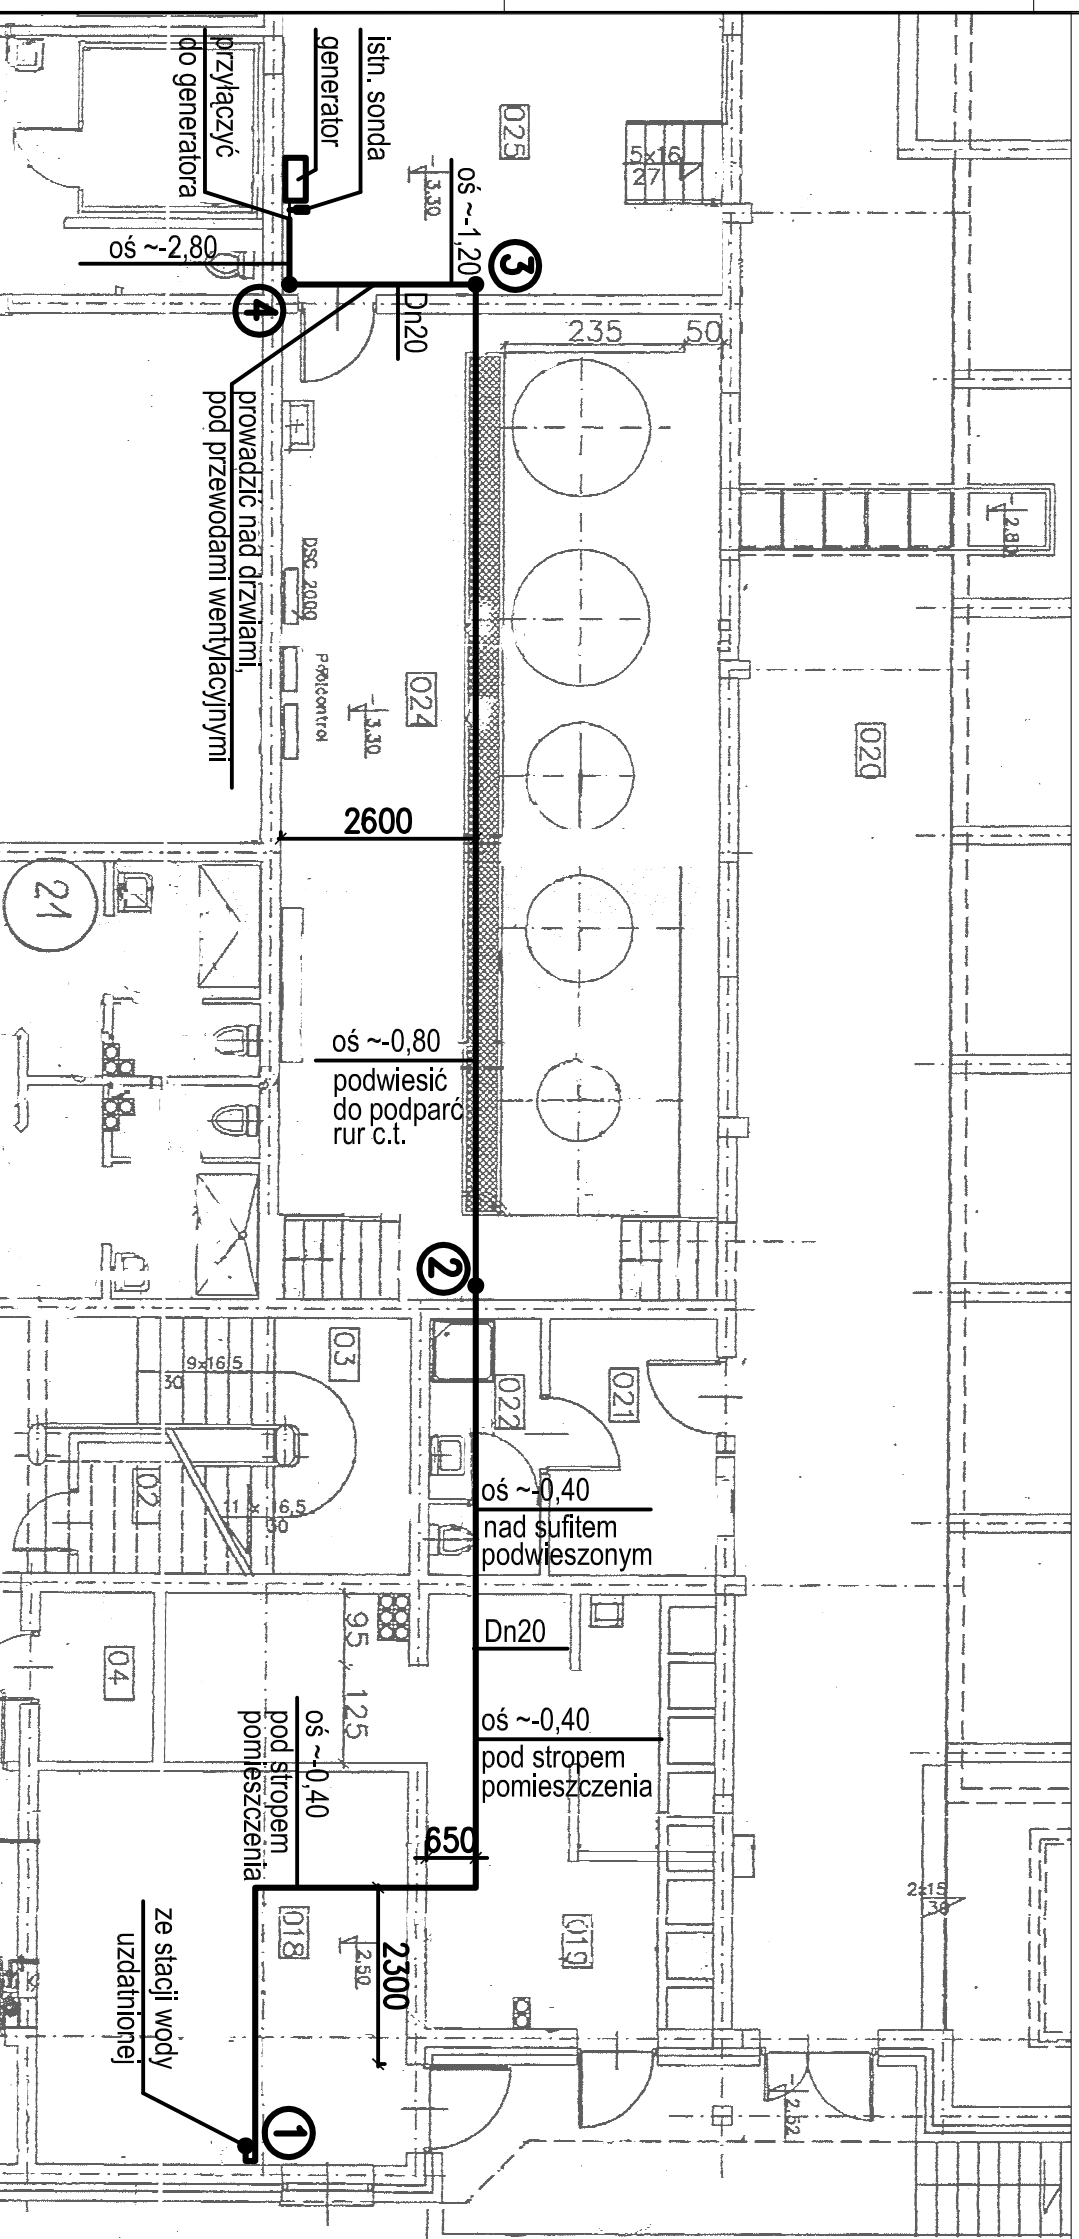 istn. sonda
generator
przyłączyć
do generatora
025
5x16
27
-
3,30
oś ~-1,20
3
oś ~-2,80
4
Dn20
235
50
prowadzić nad drzwiami,
pod przewodami wentylacyjnymi
DSC 2000
024
-
3,30
020
2600
21
oś ~-0,80
podwiesić
do podparć
rur c.t.
2
03
9x16,5
30
022
021
02
11 x 16,5
30
oś ~-0,40
nad sufitem
podwieszonym
04
95
125
Dn20
oś ~-0,40
pod stropem
pomieszczenia
oś ~-0,40
pod stropem
pomieszczenia
650
018
2,50
2300
019
ze stacji wody
uzdatnionej
1
-
2,52
K